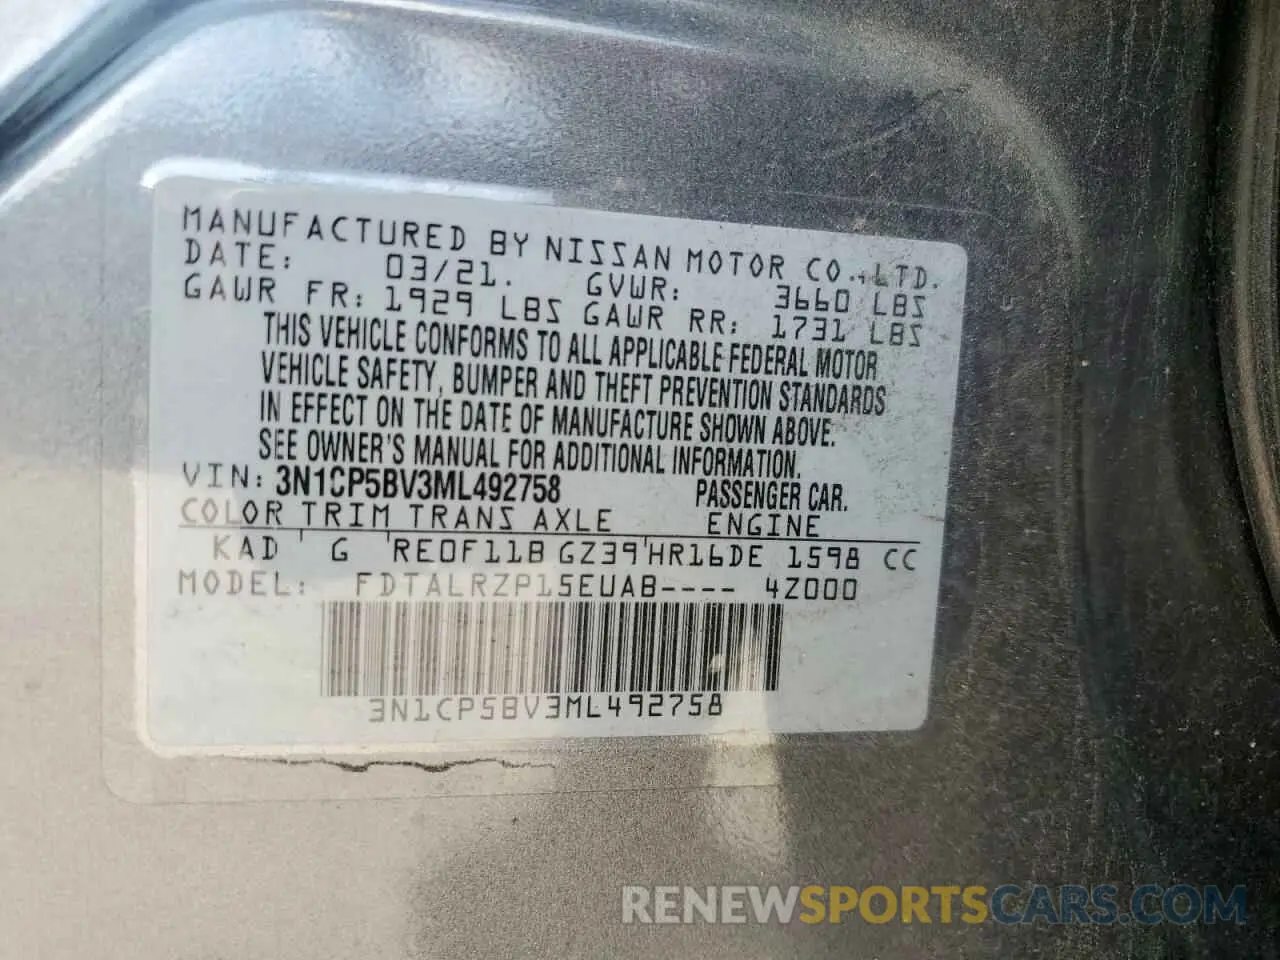 MANUFACTURED BY NISSAN MOTOR CO., LTD.
DATE: 03/21. GVWR: 3660 LBS
GAWR FR: 1929 LBS GAWR RR: 1731 LBS
THIS VEHICLE CONFORMS TO ALL APPLICABLE FEDERAL MOTOR
VEHICLE SAFETY, BUMPER AND THEFT PREVENTION STANDARDS
IN EFFECT ON THE DATE OF MANUFACTURE SHOWN ABOVE.
SEE OWNER'S MANUAL FOR ADDITIONAL INFORMATION.
VIN: 3N1CP5BV3ML492758 PASSENGER CAR.
COLOR TRIM TRANS AXLE ENGINE
KAD ' G 'RE0F11B GZ39'HR16DE 1598 CC
MODEL: FDTALRZP15EUAB---- 4Z000
3N1CP5BV3ML492758
RENEWSPORTSCARS.COM